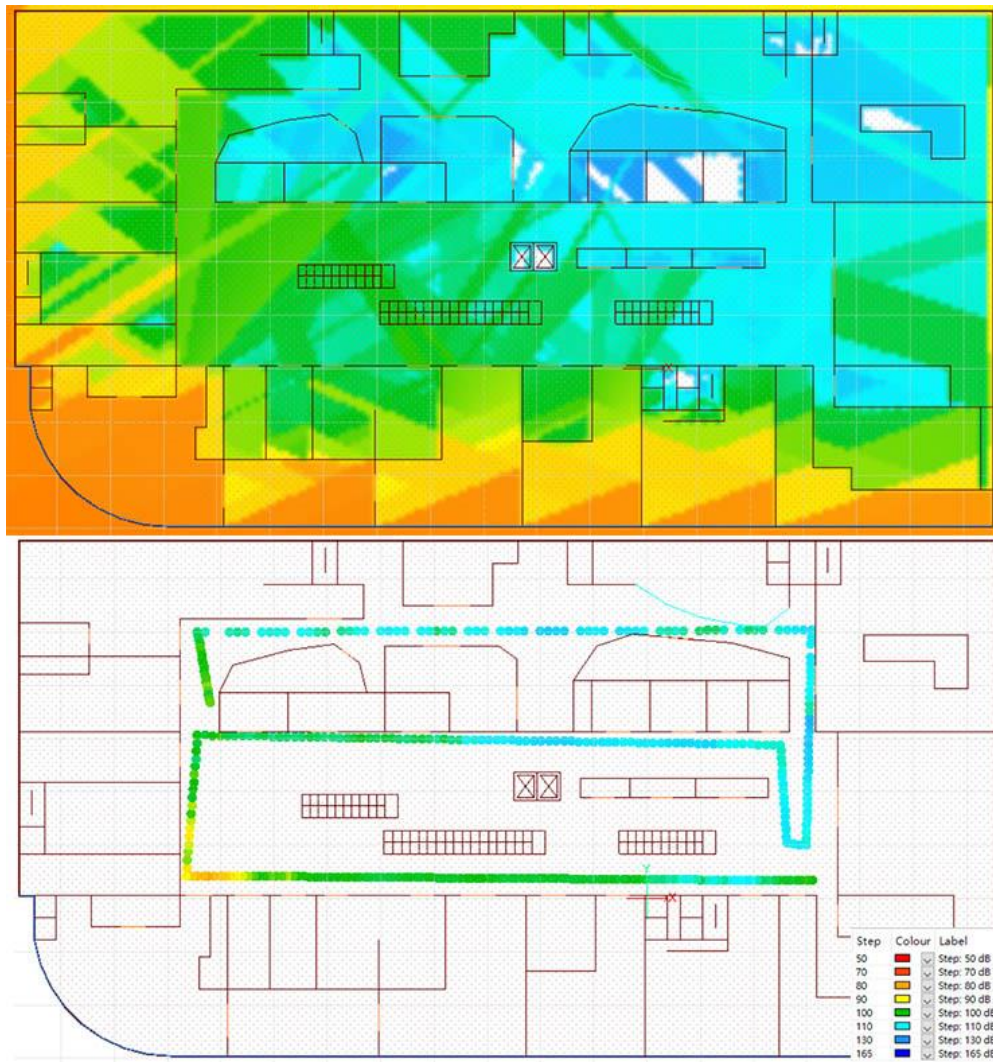 X
Y
X
Step Colour Label
50 Step: 50 dB
70 Step: 70 dB
80 Step: 80 dB
90 Step: 90 dB
100 Step: 100 dB
110 Step: 110 dB
130 Step: 130 dB
165 Step: 165 dB